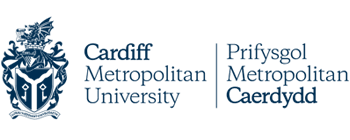 Cardiff
Metropolitan
University
Prifysgol
Metropolitan
Caerdydd